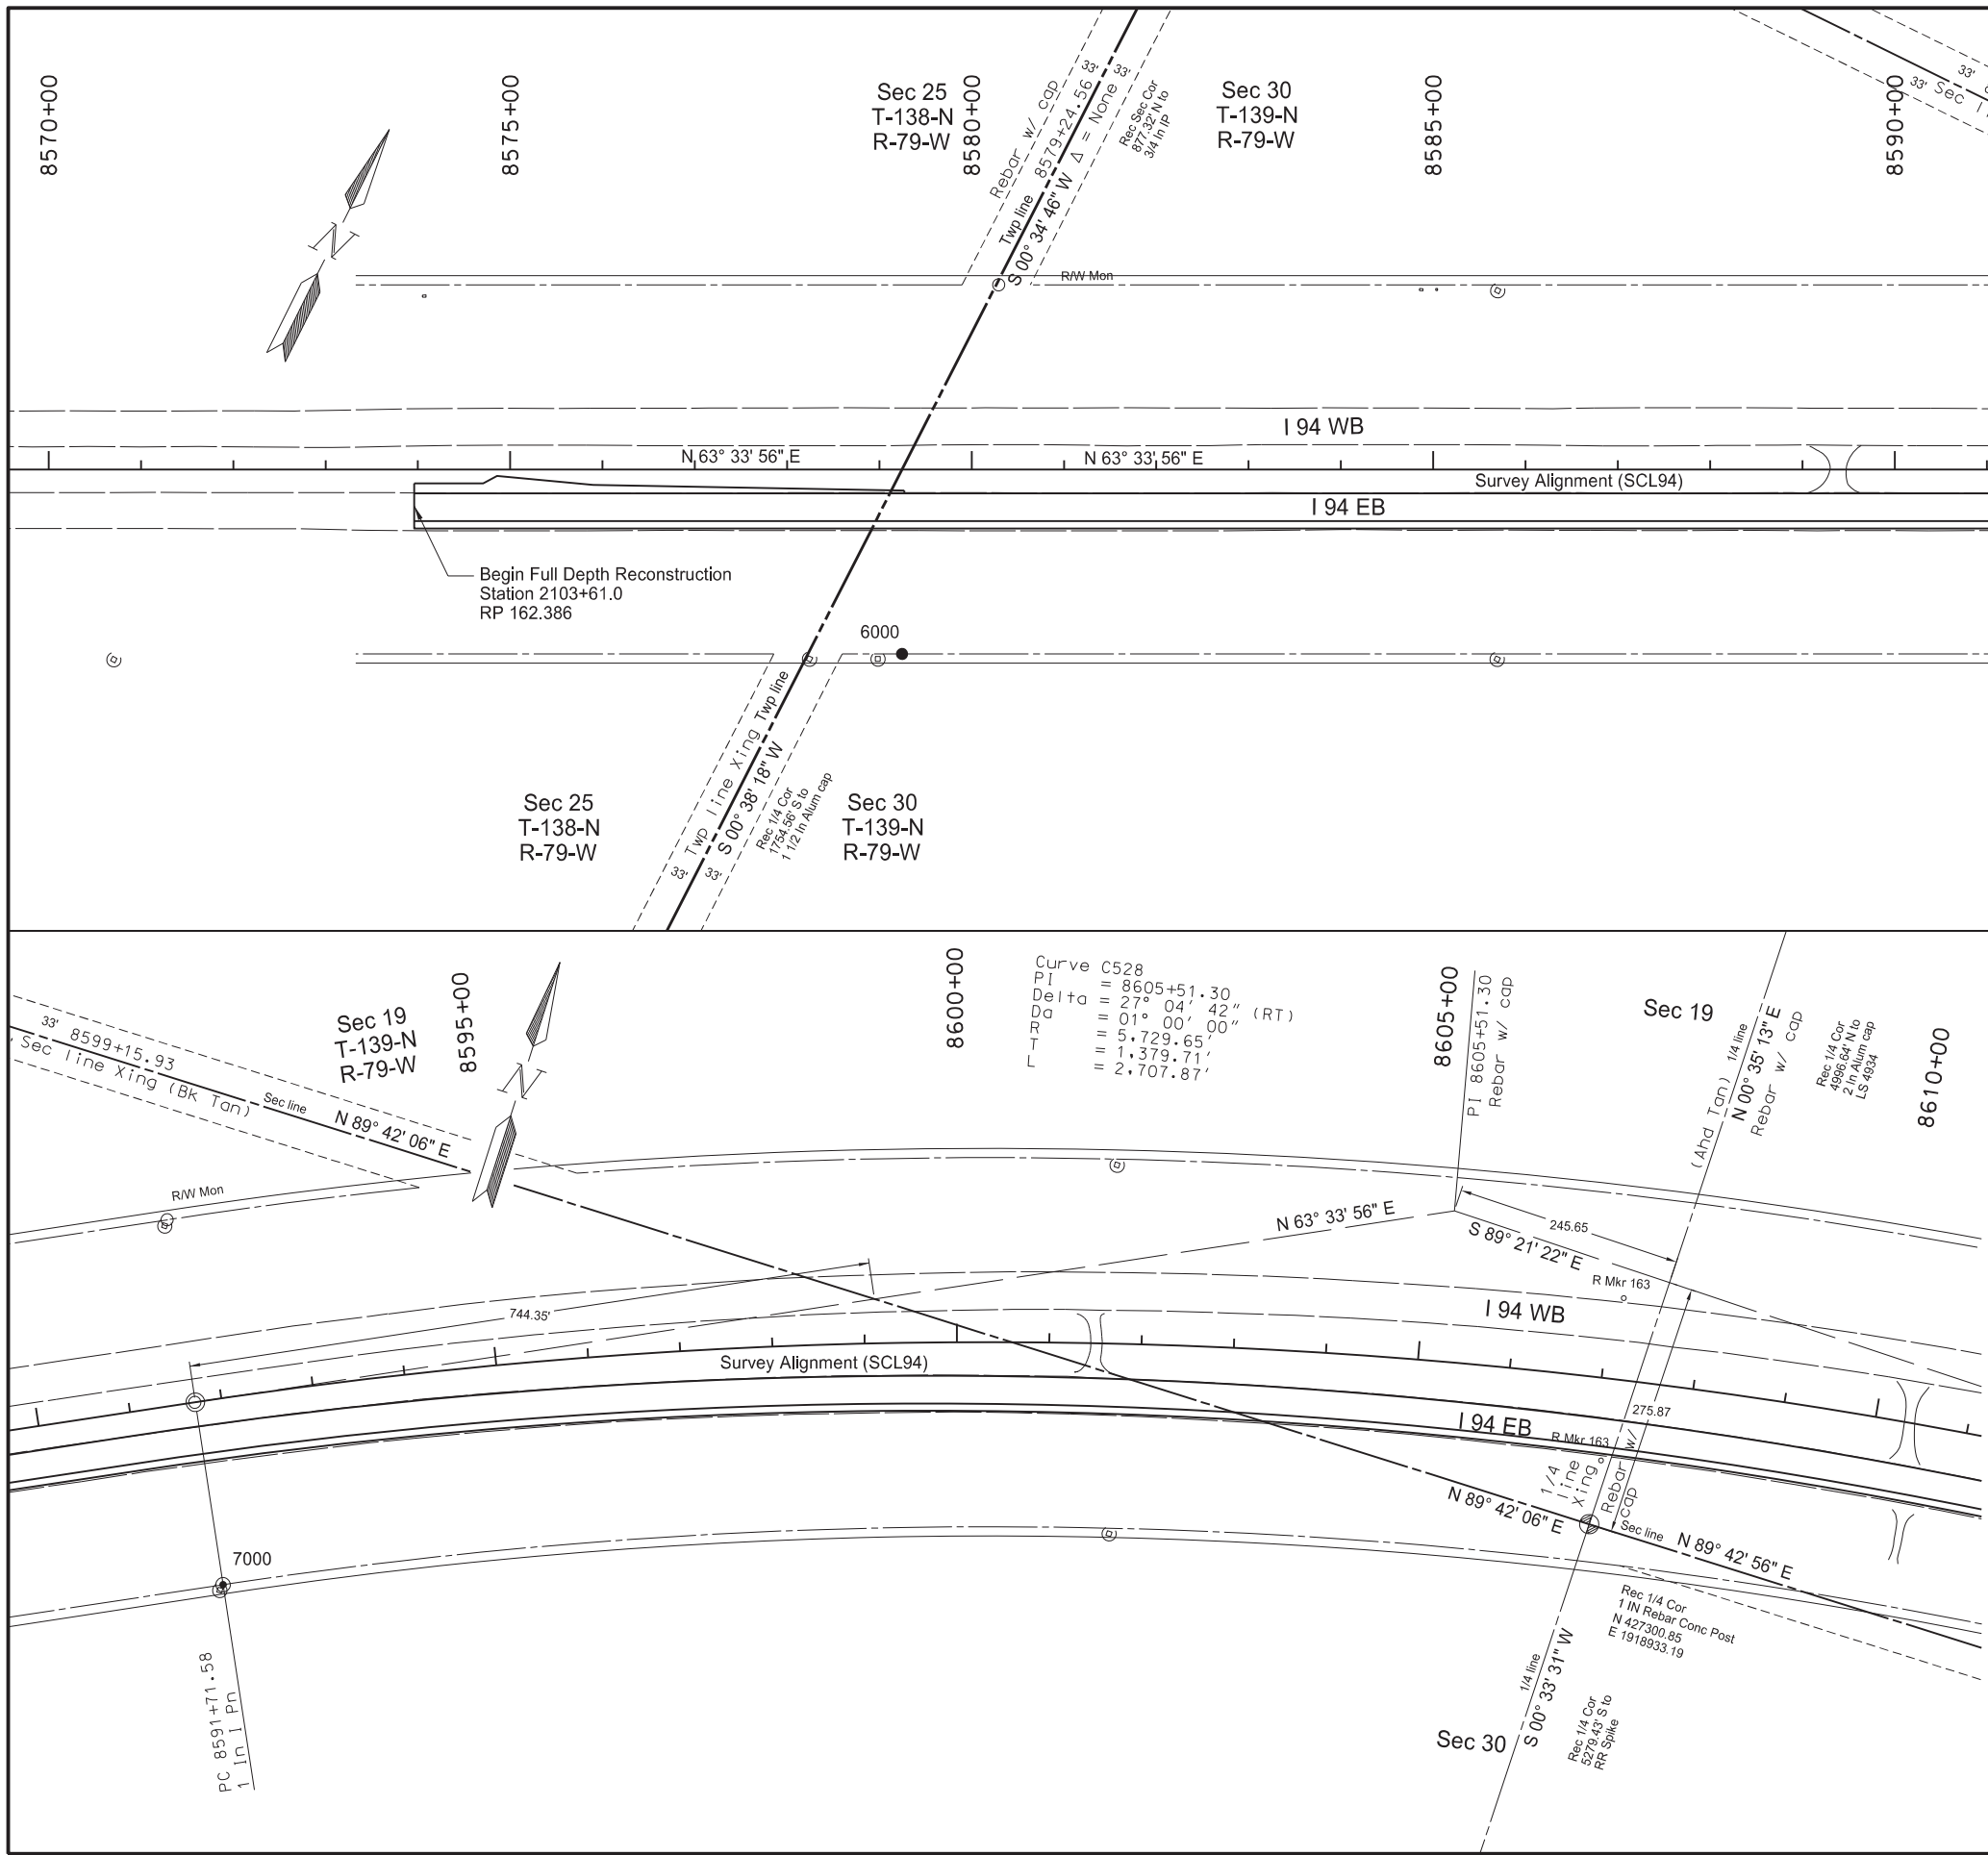 8570+00
8575+00
Sec 25
T-138-N
R-79-W
8580+00
Rebar w/ cap
Twp line 8579+24.56
S 00° 34' 46" W Δ = None
33' 33'
Rec Sec Cor
877.32' N to
3/4 In IP
Sec 30
T-139-N
R-79-W
8585+00
8590+00
33'
33' Sec
N
R/W Mon
I 94 WB
N 63° 33' 56" E
N 63° 33' 56" E
Survey Alignment (SCL94)
I 94 EB
Begin Full Depth Reconstruction
Station 2103+61.0
RP 162.386
6000
Twp line Xing Twp line
S 00° 38' 18" W
33' 33'
Rec 1/4 Cor
1754.56' S to
1 1/2 In Alum cap
Sec 25
T-138-N
R-79-W
Sec 30
T-139-N
R-79-W
33' 8599+15.93
Sec line Xing (Bk Tan)
Sec line
N 89° 42' 06" E
Sec 19
T-139-N
R-79-W
8595+00
N
8600+00
Curve C528
PI = 8605+51.30
Delta = 27° 04' 42" (RT)
Da = 01° 00' 00"
R = 5,729.65'
T = 1,379.71'
L = 2,707.87'
8605+00
PI 8605+51.30
Rebar w/ cap
Sec 19
(Ahd Tan) 1/4 line
N 00° 35' 13" E
Rebar w/ cap
Rec 1/4 Cor
4996.64' N to
2 In Alum cap
LS 4934
8610+00
R/W Mon
N 63° 33' 56" E
245.65
S 89° 21' 22" E
R Mkr 163
744.35'
I 94 WB
Survey Alignment (SCL94)
275.87
I 94 EB
R Mkr 163
1/4
line
Xing
Rebar w/
cap
N 89° 42' 06" E
Sec line
N 89° 42' 56" E
7000
PC 8591+71.58
1 In I Pn
Rec 1/4 Cor
1 IN Rebar Conc Post
N 427300.85
E 1918933.19
1/4 line
S 00° 33' 31" W
Sec 30
Rec 1/4 Cor
5279.43' S to
RR Spike